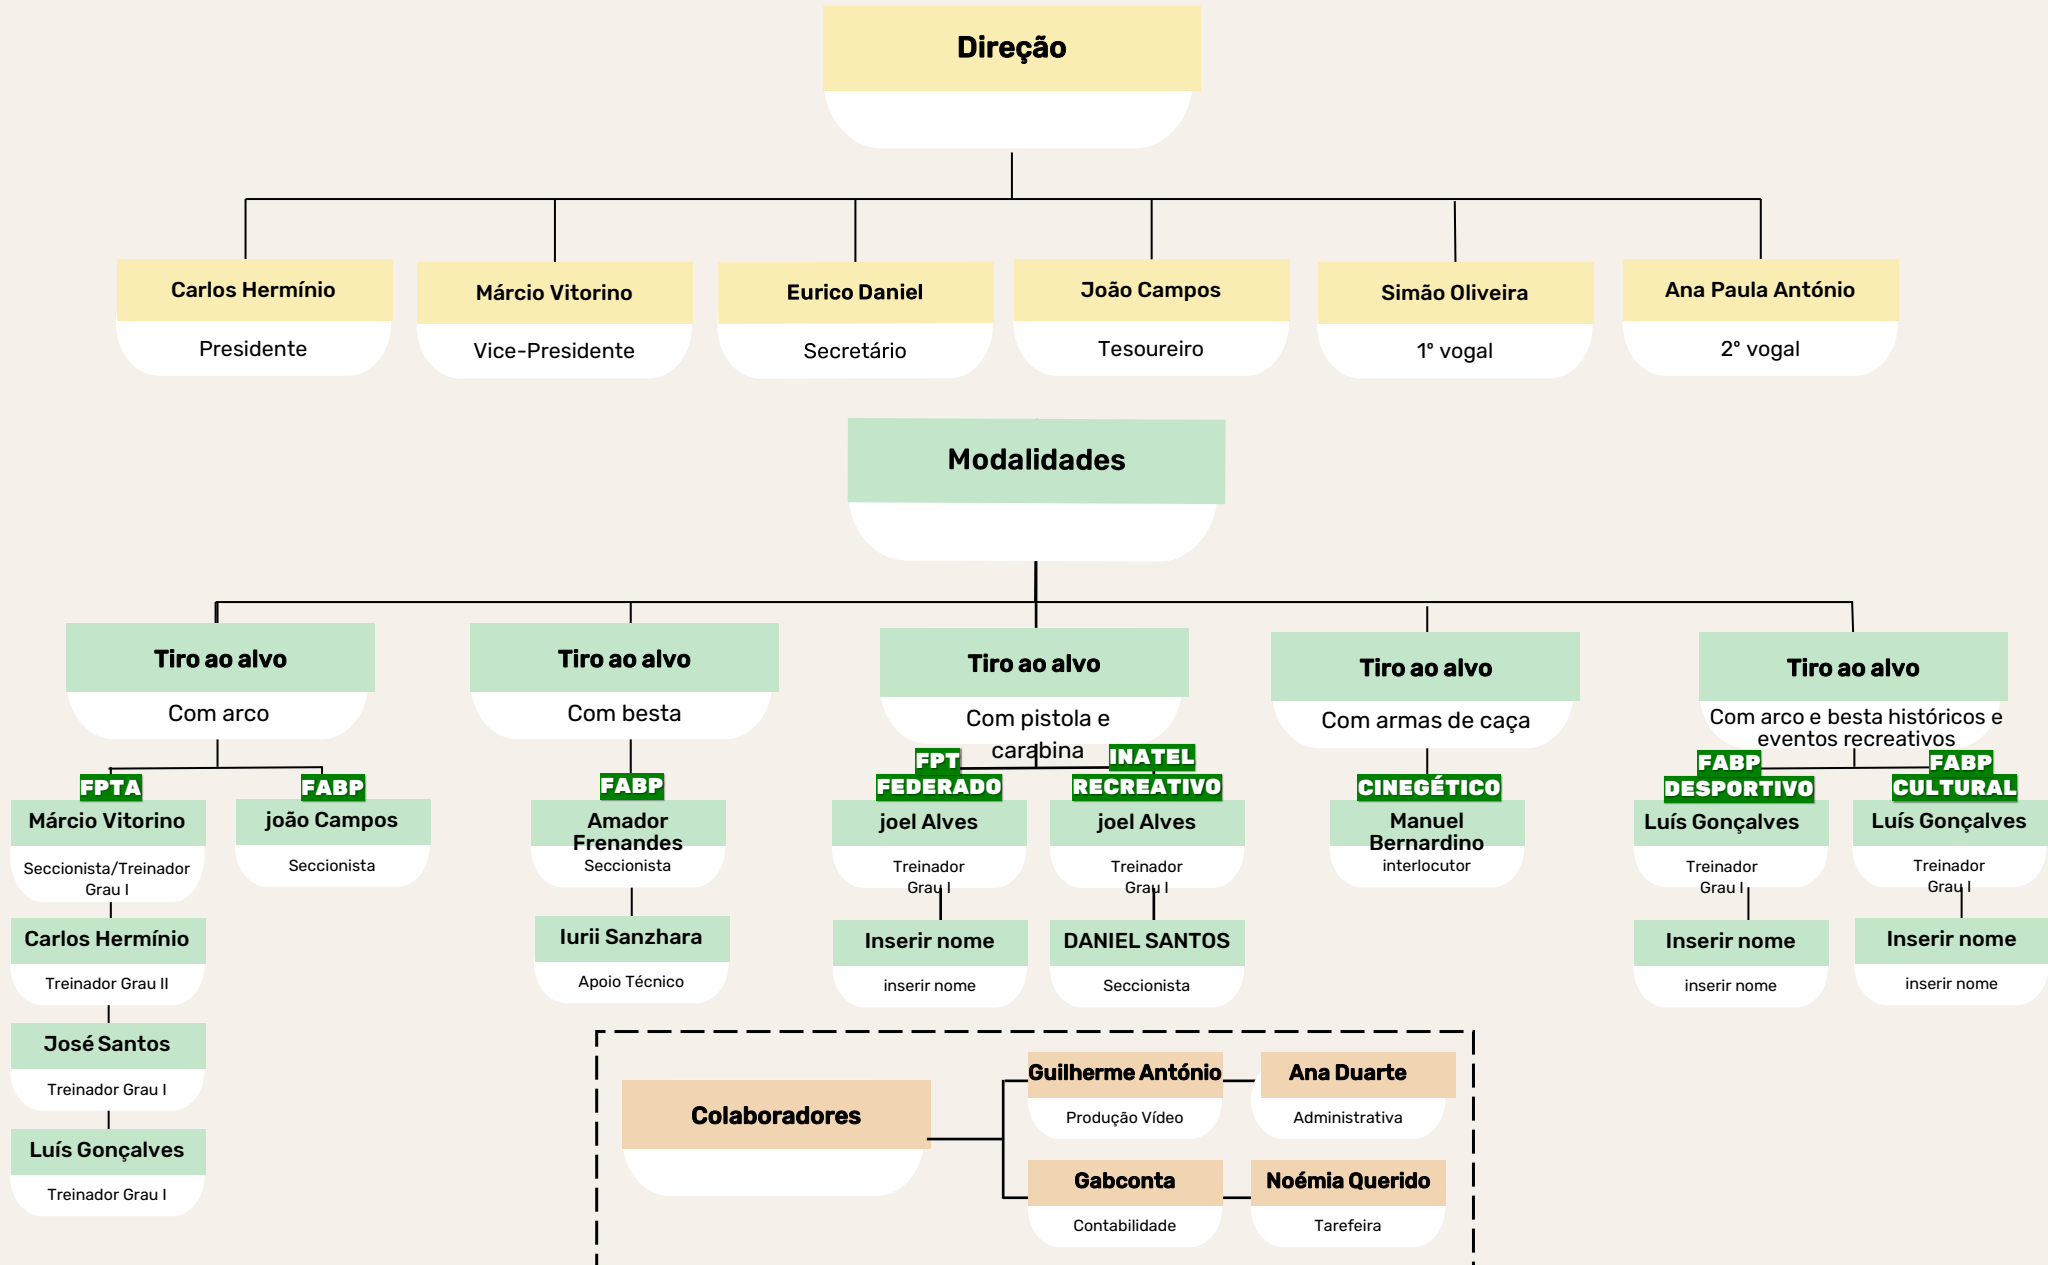 Direção
Carlos Hermínio
Presidente
Márcio Vitorino
Vice-Presidente
Eurico Daniel
Secretário
João Campos
Tesoureiro
Simão Oliveira
1º vogal
Ana Paula António
2º vogal
Modalidades
Tiro ao alvo
Com arco
Tiro ao alvo
Com besta
Tiro ao alvo
Com pistola e
carabina
Tiro ao alvo
Com armas de caça
Tiro ao alvo
Com arco e besta históricos e
eventos recreativos
FPTA
Márcio Vitorino
Seccionista/Treinador
Grau I
Carlos Hermínio
Treinador Grau II
José Santos
Treinador Grau I
Luís Gonçalves
Treinador Grau I
FABP
joão Campos
Seccionista
FABP
Amador
Frenandes
Seccionista
Iurii Sanzhara
Apoio Técnico
FPT
FEDERADO
joel Alves
Treinador
Grau I
Inserir nome
inserir nome
INATEL
RECREATIVO
joel Alves
Treinador
Grau I
DANIEL SANTOS
Seccionista
CINEGÉTICO
Manuel
Bernardino
interlocutor
FABP
DESPORTIVO
Luís Gonçalves
Treinador
Grau I
Inserir nome
inserir nome
FABP
CULTURAL
Luís Gonçalves
Treinador
Grau I
Inserir nome
inserir nome
Colaboradores
Guilherme António
Produção Vídeo
Ana Duarte
Administrativa
Gabconta
Contabilidade
Noémia Querido
Tarefeira